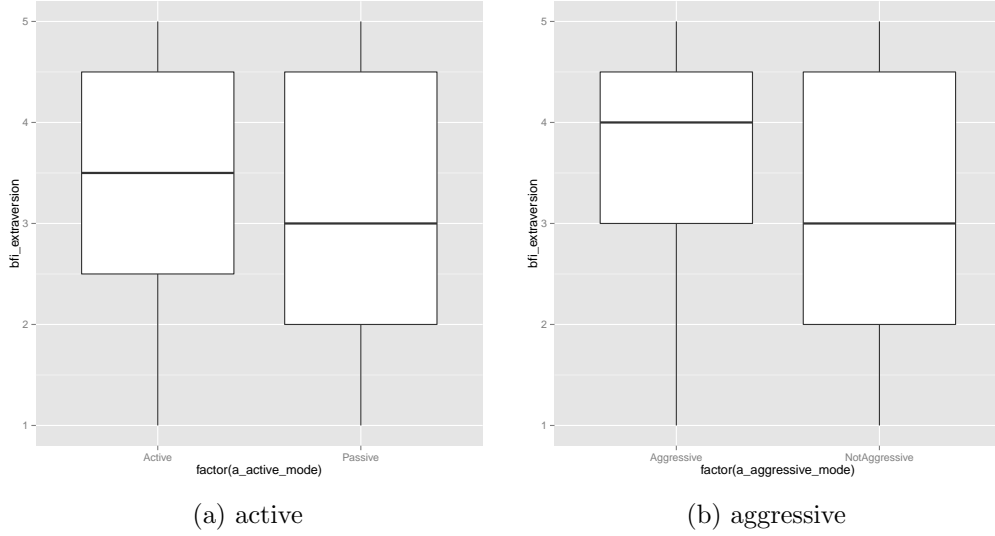 5
4
3
2
1
bfi_extraversion
Active
Passive
factor(a_active_mode)
(a) active
5
4
3
2
1
bfi_extraversion
Aggressive
NotAggressive
factor(a_aggressive_mode)
(b) aggressive